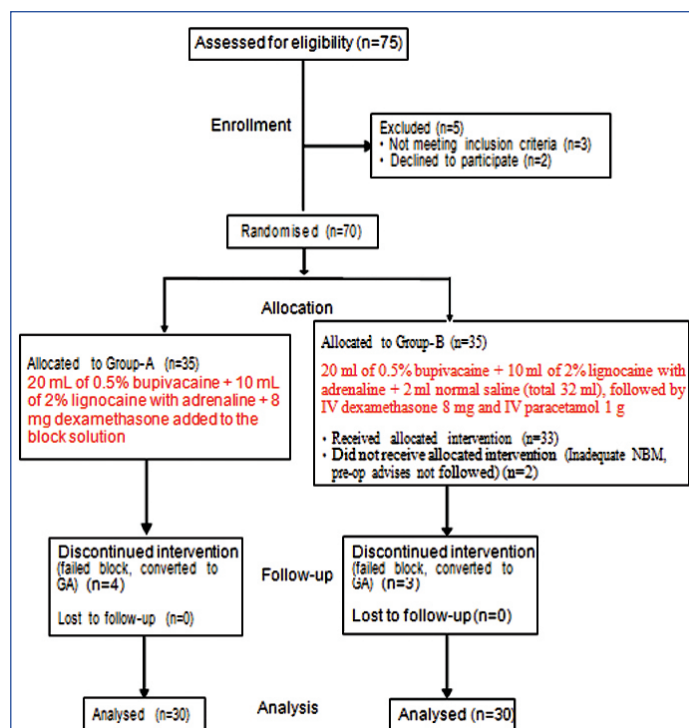 Assessed for eligibility (n=75)
Enrollment
Excluded (n=5)
• Not meeting inclusion criteria (n=3)
• Declined to participate (n=2)
Randomised (n=70)
Allocation
Allocated to Group-A (n=35)
20 mL of 0.5% bupivacaine + 10 mL
of 2% lignocaine with adrenaline + 8
mg dexamethasone added to the
block solution
Allocated to Group-B (n=35)
20 ml of 0.5% bupivacaine + 10 ml of 2% lignocaine with
adrenaline + 2 ml normal saline (total 32 ml), followed by
IV dexamethasone 8 mg and IV paracetamol 1 g
• Received allocated intervention (n=33)
• Did not receive allocated intervention (Inadequate NBM,
pre-op advises not followed) (n=2)
Discontinued intervention
(failed block, converted to
GA) (n=4)
Lost to follow-up (n=0)
Follow-up
Discontinued intervention
(failed block, converted to
GA) (n=3)
Lost to follow-up (n=0)
Analysed (n=30)
Analysis
Analysed (n=30)